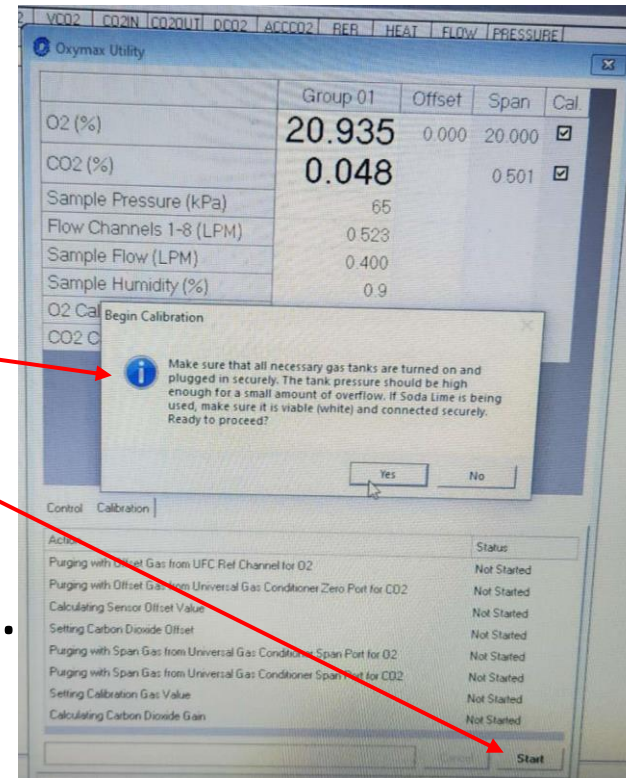 VCO2 CO2IN CO2OUT DCO2 ACCCO2 RER HEAT FLOW PRESSURE
Oxymax Utility
Group 01 Offset Span Cal.
O2 (%) 20.935 0.000 20.000
CO2 (%) 0.048 0.501
Sample Pressure (kPa) 65
Flow Channels 1-8 (LPM) 0.523
Sample Flow (LPM) 0.400
Sample Humidity (%) 0.9
O2 Cal
CO2 C
Begin Calibration
Make sure that all necessary gas tanks are turned on and
plugged in securely. The tank pressure should be high
enough for a small amount of overflow. If Soda Lime is being
used, make sure it is viable (white) and connected securely.
Ready to proceed?
Yes No
Control Calibration
Action Status
Purging with Offset Gas from UFC Ref Channel for O2 Not Started
Purging with Offset Gas from Universal Gas Conditioner Zero Port for CO2 Not Started
Calculating Sensor Offset Value Not Started
Setting Carbon Dioxide Offset Not Started
Purging with Span Gas from Universal Gas Conditioner Span Port for O2 Not Started
Purging with Span Gas from Universal Gas Conditioner Span Port for CO2 Not Started
Setting Calibration Gas Value Not Started
Calculating Carbon Dioxide Gain Not Started
Cancel Start